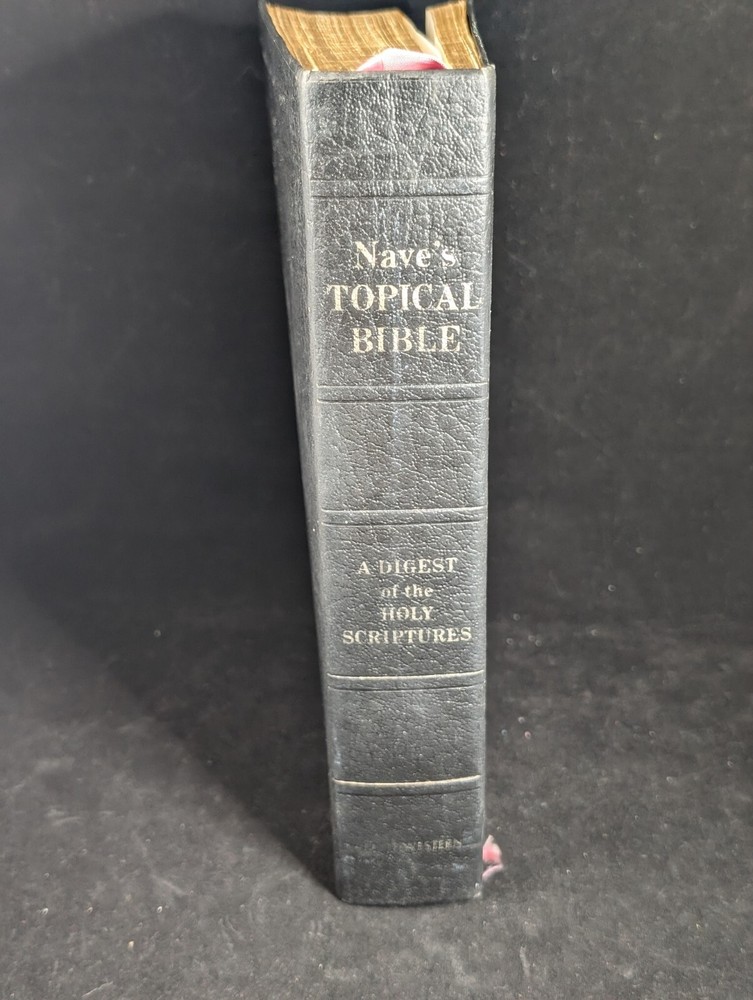 Nave's
TOPICAL
BIBLE
A DIGEST
of the
HOLY
SCRIPTURES